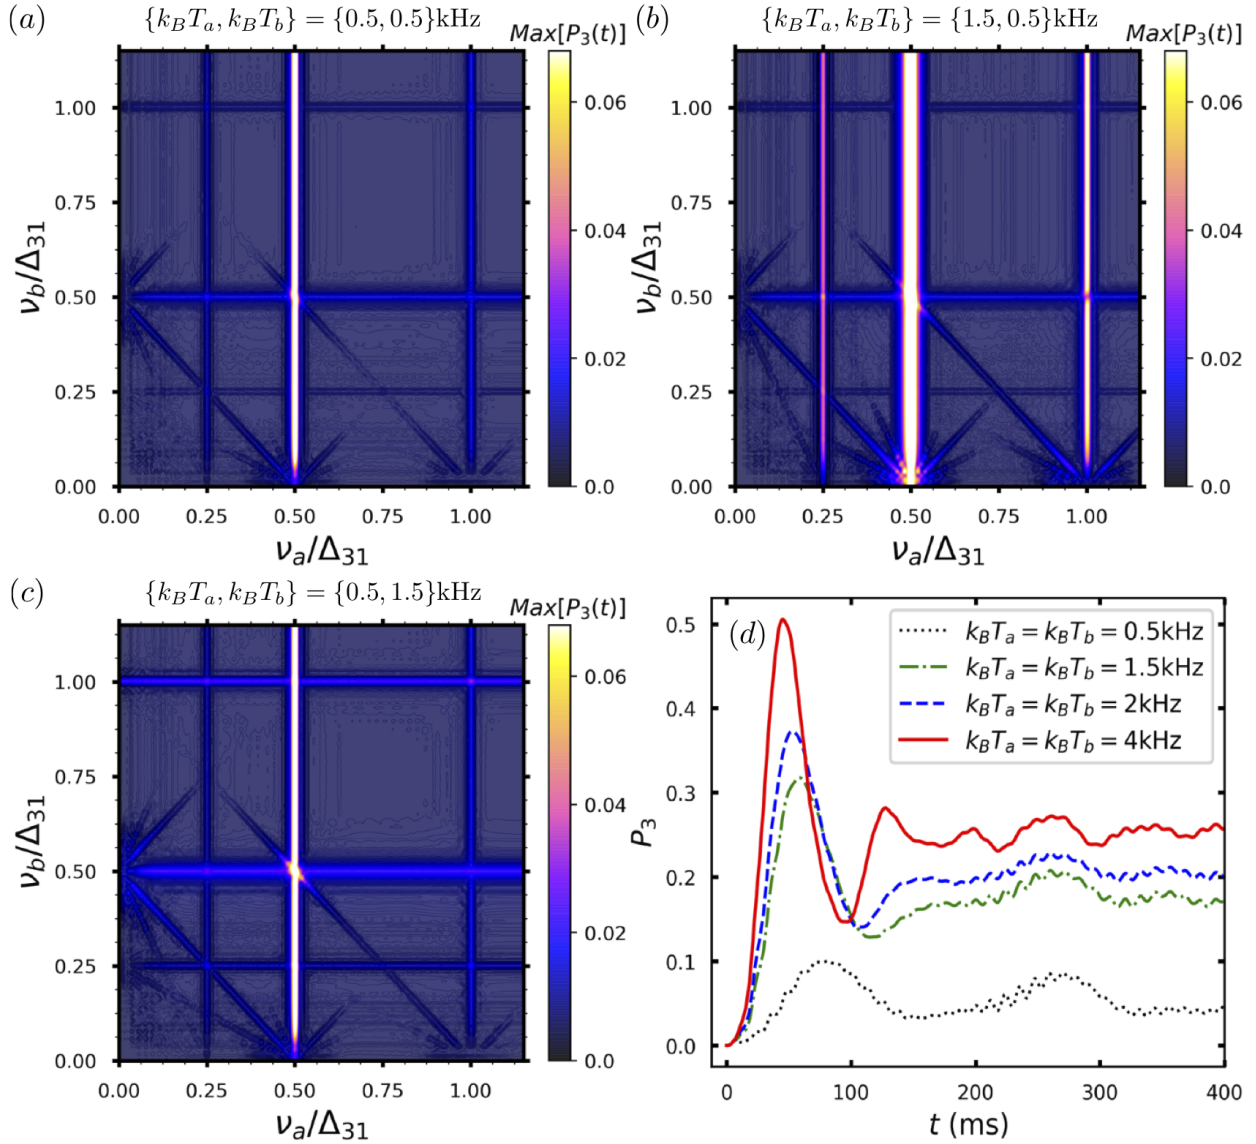 (a) {k_BT_a, k_BT_b} = {0.5, 0.5}kHz
Max[P_3(t)]
1.00
0.75
0.50
0.25
0.00
ν_b/Δ_31
0.00 0.25 0.50 0.75 1.00
ν_a/Δ_31
0.06
0.04
0.02
0.0
(b) {k_BT_a, k_BT_b} = {1.5, 0.5}kHz
Max[P_3(t)]
1.00
0.75
0.50
0.25
0.00
ν_b/Δ_31
0.00 0.25 0.50 0.75 1.00
ν_a/Δ_31
0.06
0.04
0.02
0.0
(c) {k_BT_a, k_BT_b} = {0.5, 1.5}kHz
Max[P_3(t)]
1.00
0.75
0.50
0.25
0.00
ν_b/Δ_31
0.00 0.25 0.50 0.75 1.00
ν_a/Δ_31
0.06
0.04
0.02
0.0
(d)
k_BT_a = k_BT_b = 0.5kHz
k_BT_a = k_BT_b = 1.5kHz
k_BT_a = k_BT_b = 2kHz
k_BT_a = k_BT_b = 4kHz
0.5
0.4
0.3
0.2
0.1
0.0
P_3
0 100 200 300 400
t (ms)